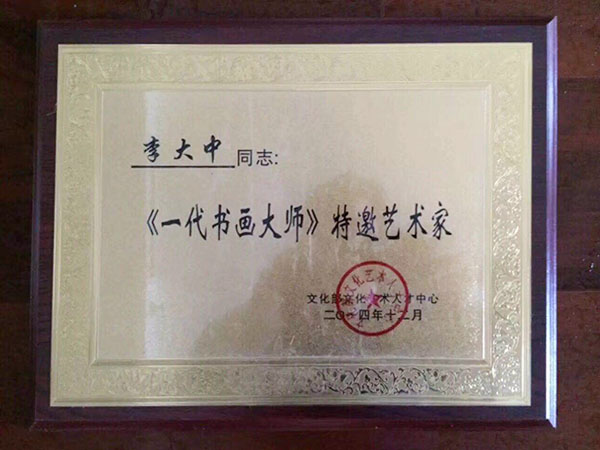 李大中同志:
《一代书画大师》特邀艺术家
文化部文化艺术人才中心
二〇一四年十二月